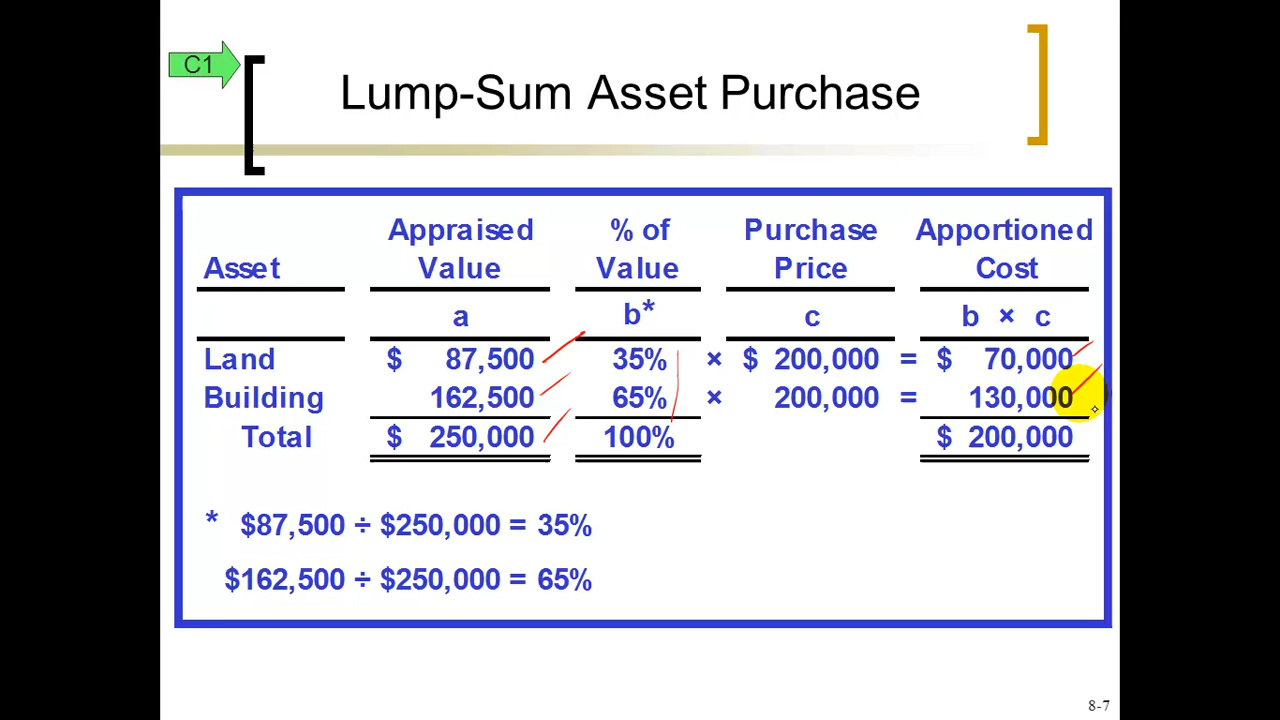 C1
Lump-Sum Asset Purchase
Appraised % of Purchase Apportioned
Asset Value Value Price Cost
a b* c b × c
Land $ 87,500 35% × $ 200,000 = $ 70,000
Building 162,500 65% × 200,000 = 130,000
Total $ 250,000 100% $ 200,000
* $87,500 ÷ $250,000 = 35%
$162,500 ÷ $250,000 = 65%
8-7